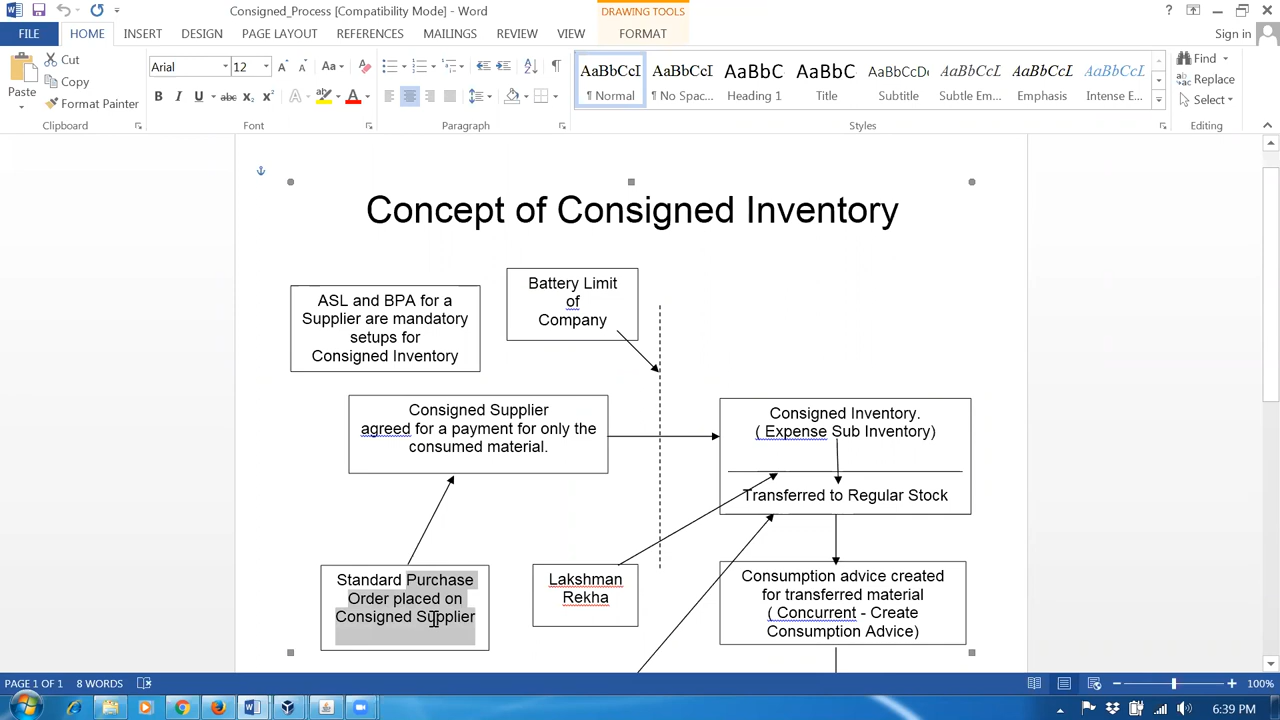 Consigned_Process [Compatibility Mode] - Word
DRAWING TOOLS
?
FILE
HOME
INSERT
DESIGN
PAGE LAYOUT
REFERENCES
MAILINGS
REVIEW
VIEW
FORMAT
Sign in
Paste
Cut
Copy
Format Painter
Clipboard
Arial
12
Font
Paragraph
AaBbCcI
¶ Normal
AaBbCcI
¶ No Spac...
AaBbC
Heading 1
AaBbC
Title
AaBbCcDc
Subtitle
AaBbCcL
Subtle Em...
AaBbCcL
Emphasis
AaBbCcL
Intense E...
Styles
Find
Replace
Select
Editing
Concept of Consigned Inventory
ASL and BPA for a
Supplier are mandatory
setups for
Consigned Inventory
Battery Limit
of
Company
Consigned Supplier
agreed for a payment for only the
consumed material.
Consigned Inventory.
( Expense Sub Inventory)
Transferred to Regular Stock
Standard Purchase
Order placed on
Consigned Supplier
Lakshman
Rekha
Consumption advice created
for transferred material
( Concurrent - Create
Consumption Advice)
PAGE 1 OF 1
8 WORDS
100%
6:39 PM